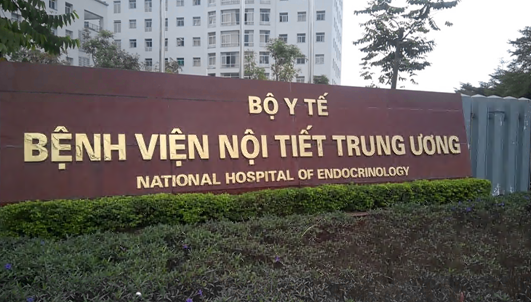 BỘ Y TẾ
BỆNH VIỆN NỘI TIẾT TRUNG ƯƠNG
NATIONAL HOSPITAL OF ENDOCRINOLOGY